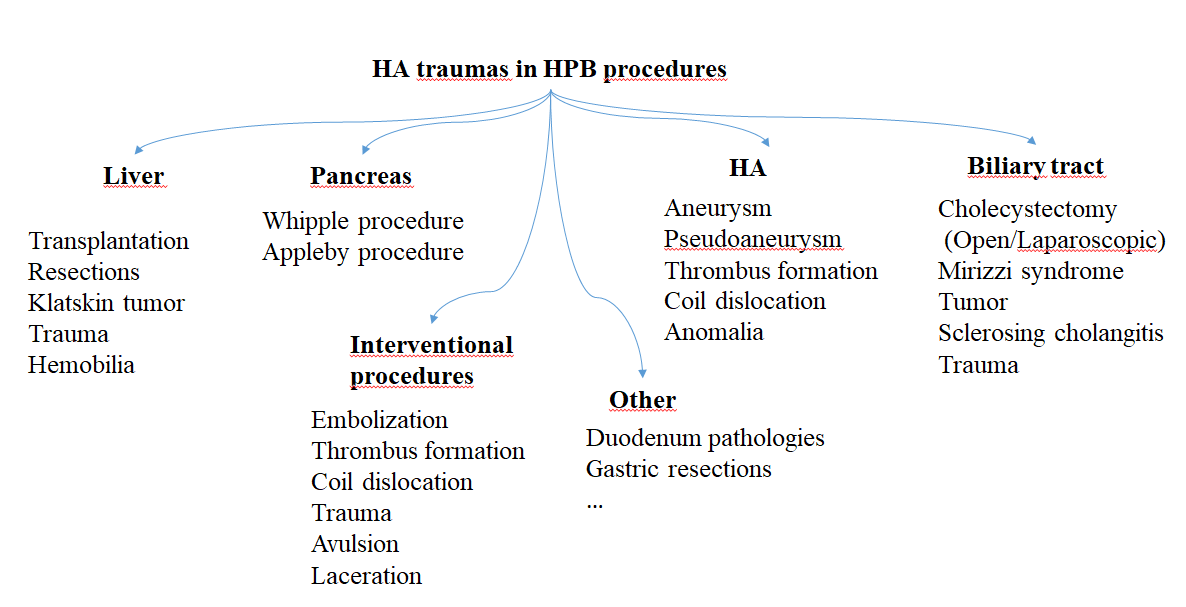 HA traumas in HPB procedures
Liver
Transplantation
Resections
Klatskin tumor
Trauma
Hemobilia
Pancreas
Whipple procedure
Appleby procedure
Interventional
procedures
Embolization
Thrombus formation
Coil dislocation
Trauma
Avulsion
Laceration
Other
Duodenum pathologies
Gastric resections
...
HA
Aneurysm
Pseudoaneurysm
Thrombus formation
Coil dislocation
Anomalia
Biliary tract
Cholecystectomy
(Open/Laparoscopic)
Mirizzi syndrome
Tumor
Sclerosing cholangitis
Trauma